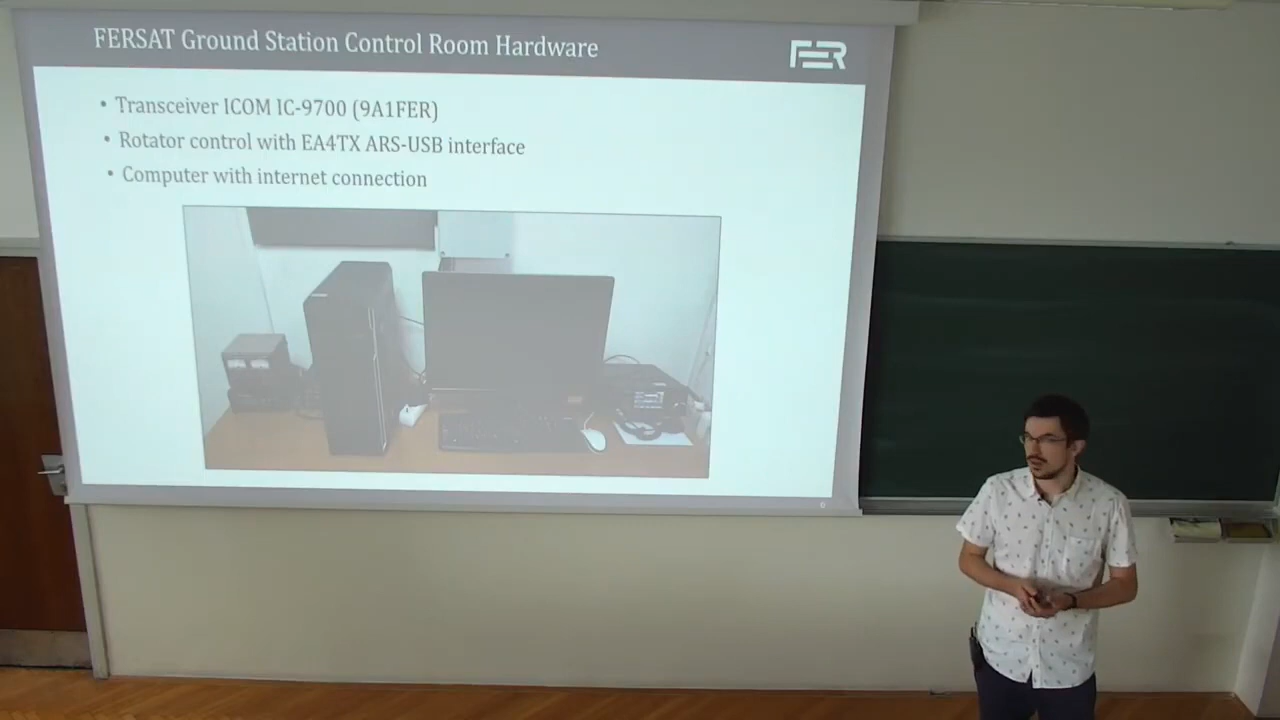 FERSAT Ground Station Control Room Hardware
FER
• Transceiver ICOM IC-9700 (9A1FER)
• Rotator control with EA4TX ARS-USB interface
• Computer with internet connection